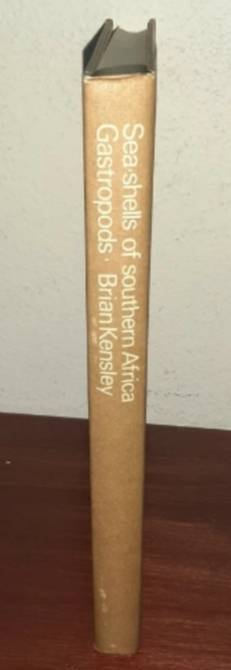 Sea-shells of southern Africa
Gastropods · Brian Kensley